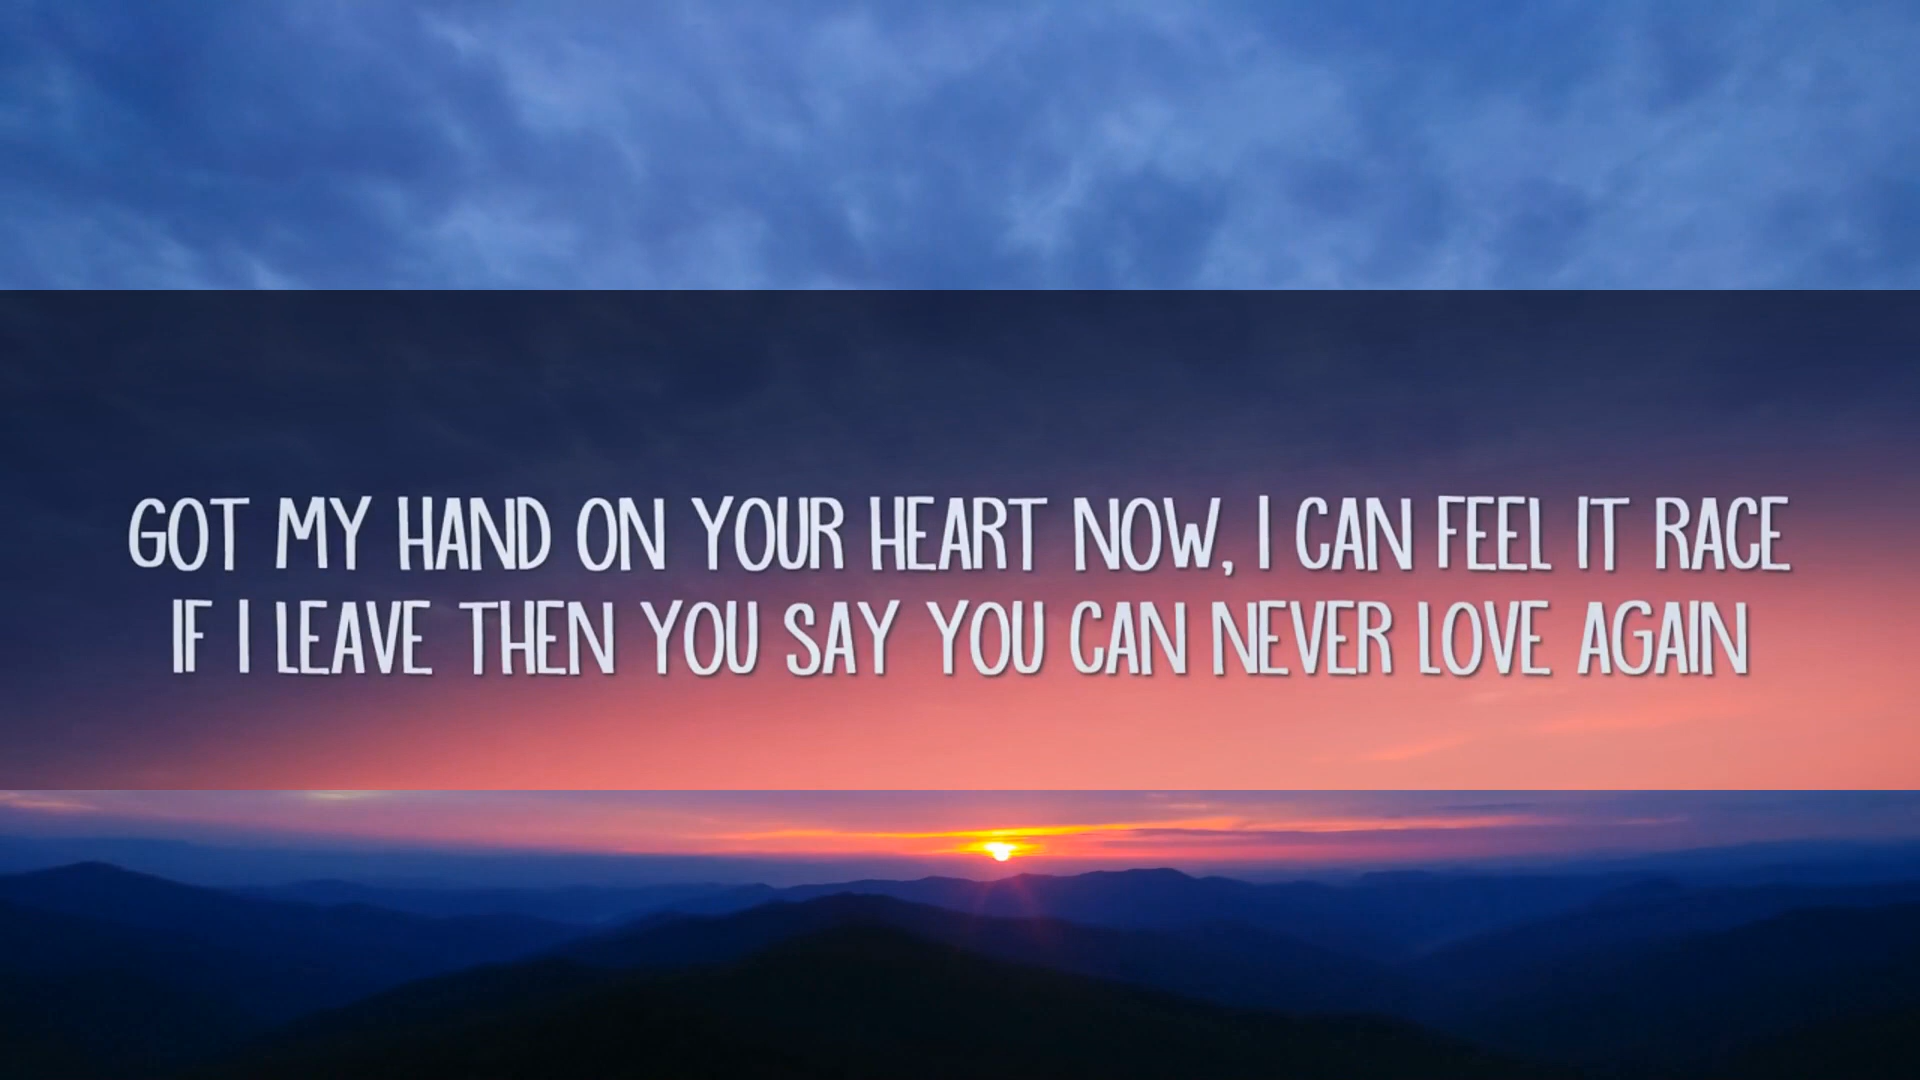 GOT MY HAND ON YOUR HEART NOW, I CAN FEEL IT RACE
IF I LEAVE THEN YOU SAY YOU CAN NEVER LOVE AGAIN